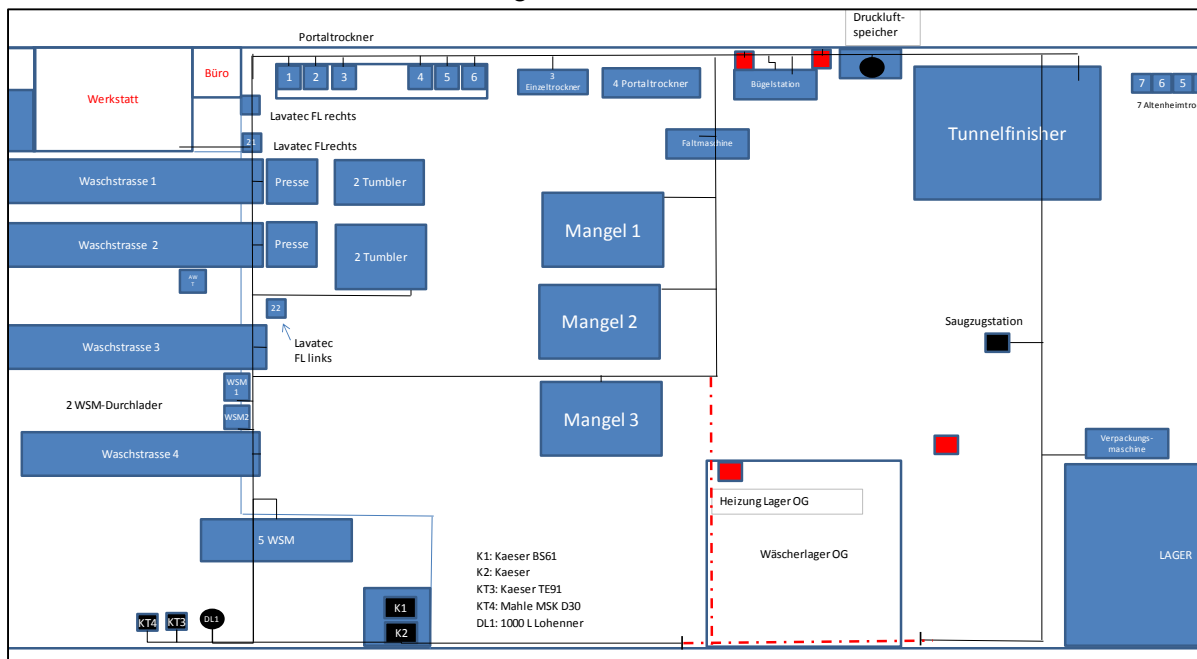 Druckluft-
speicher
Portaltrockner
Büro
Werkstatt
1 2 3 4 5 6
3
Einzeltrockner
4 Portaltrockner
Bügelstation
7 6 5
7 Altenheimtro
Lavatec FL rechts
Tunnelfinisher
21
Lavatec FLrechts
Faltmaschine
Waschstrasse 1
Presse
2 Tumbler
Mangel 1
Waschstrasse 2
Presse
2 Tumbler
AW
T
22
Mangel 2
Saugzugstation
Lavatec
FL links
Waschstrasse 3
WSM
1
2 WSM-Durchlader
WSM2
Mangel 3
Waschstrasse 4
Verpackungs-
maschine
Heizung Lager OG
5 WSM
Wäscherlager OG
LAGER
K1: Kaeser BS61
K2: Kaeser
KT3: Kaeser TE91
KT4: Mahle MSK D30
DL1: 1000 L Lohenner
KT4
KT3
DL1
K1
K2